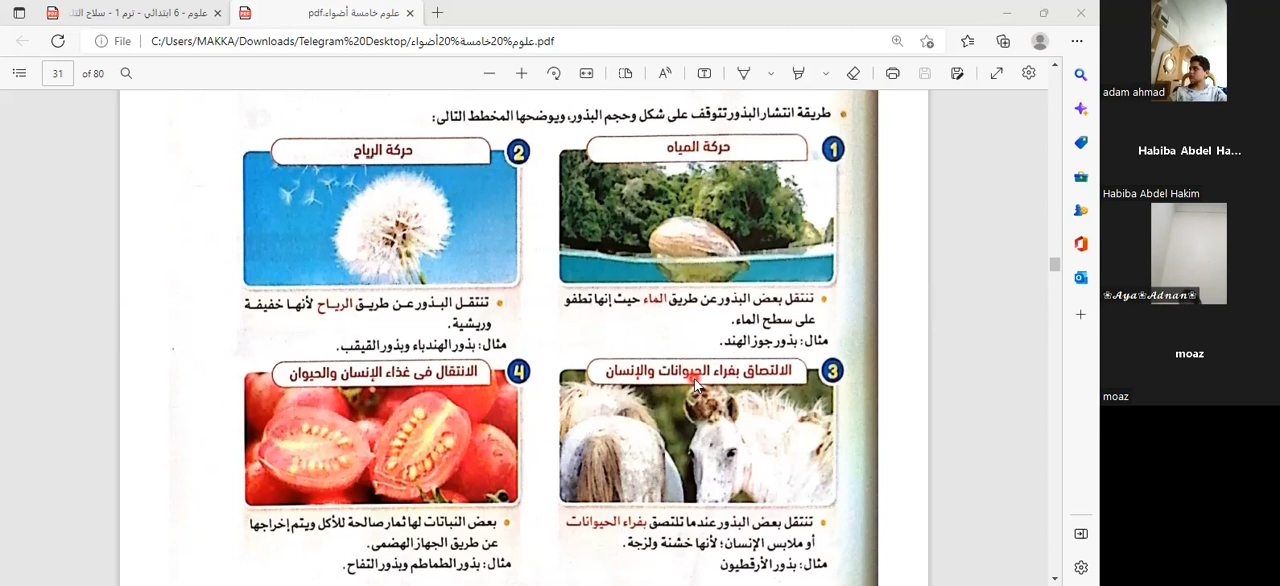 علوم - 6 ابتدائي - ترم 1 - سلاح التل
علوم خامسة أضواء.pdf
File
C:/Users/MAKKA/Downloads/Telegram%20Desktop/علوم%20خامسة%20أضواء.pdf
31
of 80
طريقة انتشار البذور تتوقف على شكل وحجم البذور، ويوضحها المخطط التالى:
1
حركة المياه
تنتقل بعض البذور عن طريق الماء حيث إنها تطفو
على سطح الماء.
مثال: بذور جوز الهند.
2
حركة الرياح
تنتقل البذور عن طريق الرياح لأنها خفيفة
وريشية.
مثال: بذور الهندباء وبذور القيقب.
3
الالتصاق بفراء الحيوانات والإنسان
تنتقل بعض البذور عندما تلتصق بفراء الحيوانات
أو ملابس الإنسان؛ لأنها خشنة ولزجة.
مثال: بذور الأرقطيون
4
الانتقال فى غذاء الإنسان والحيوان
بعض النباتات لها ثمار صالحة للأكل ويتم إخراجها
عن طريق الجهاز الهضمى.
مثال: بذور الطماطم وبذور التفاح.
adam ahmad
Habiba Abdel Ha...
Habiba Abdel Hakim
❀𝓐𝔂𝓪❀𝓐𝓭𝓷𝓪𝓷❀
moaz
moaz